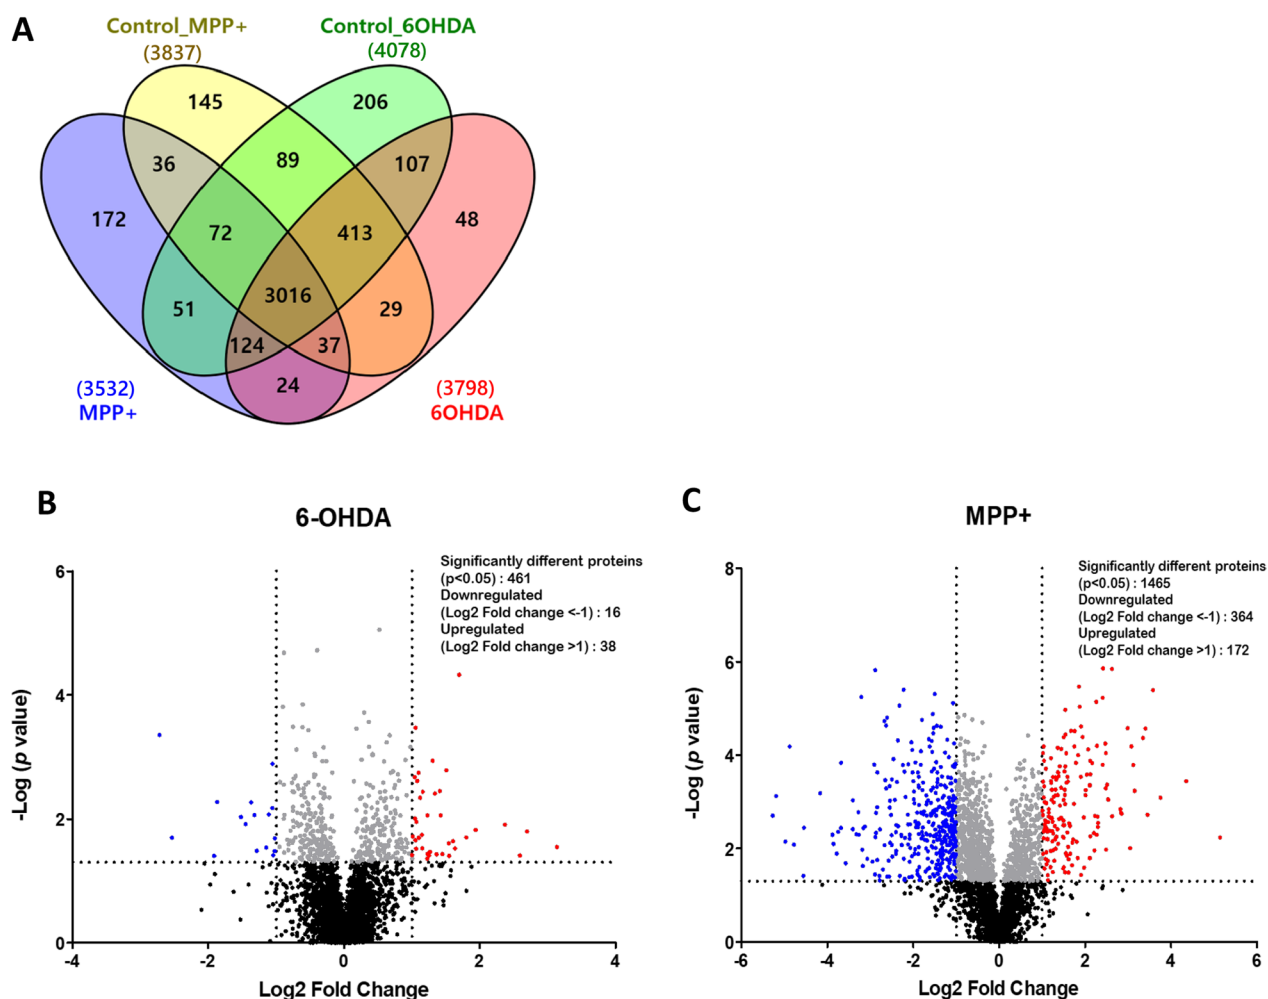 A
Control_MPP+
(3837)
Control_6OHDA
(4078)
145
206
36
89
107
172
72
413
48
51
3016
29
124
37
24
(3532)
MPP+
(3798)
6OHDA
B
6-OHDA
Significantly different proteins
(p<0.05) : 461
Downregulated
(Log2 Fold change <-1) : 16
Upregulated
(Log2 Fold change >1) : 38
-Log (p value)
6
4
2
0
-4
-2
0
2
4
Log2 Fold Change
C
MPP+
Significantly different proteins
(p<0.05) : 1465
Downregulated
(Log2 Fold change <-1) : 364
Upregulated
(Log2 Fold change >1) : 172
-Log (p value)
8
6
4
2
0
-6
-4
-2
0
2
4
6
Log2 Fold Change